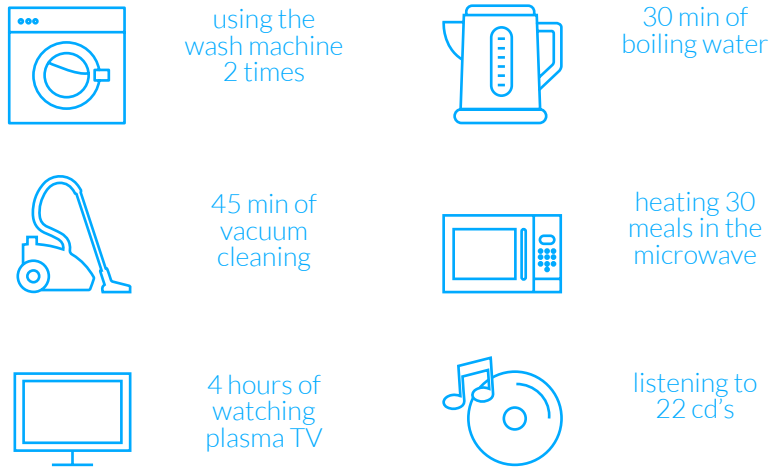 using the
wash machine
2 times
30 min of
boiling water
45 min of
vacuum
cleaning
heating 30
meals in the
microwave
4 hours of
watching
plasma TV
listening to
22 cd's